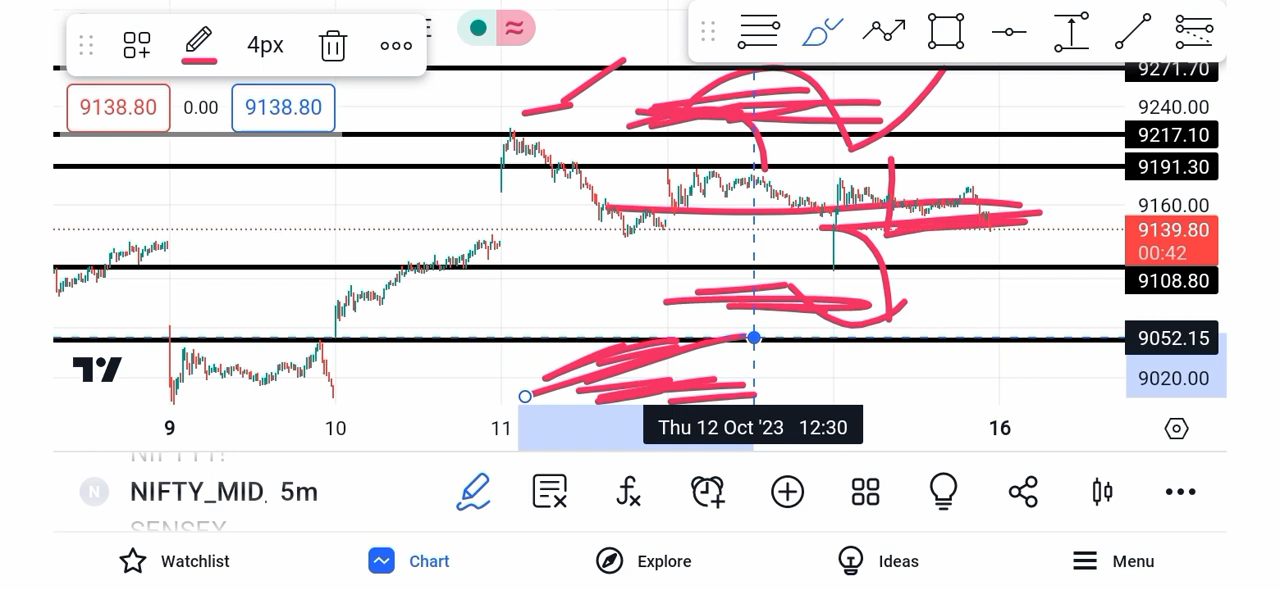 4px
9271.70
9138.80 0.00 9138.80
9240.00
9217.10
9191.30
9160.00
9139.80
00:42
9108.80
9052.15
9020.00
9 10 11 Thu 12 Oct '23 12:30 16
NIFTY1!
N NIFTY_MID 5m
SENSEX
Watchlist Chart Explore Ideas Menu